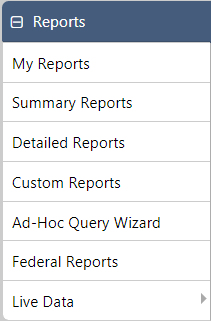 Reports
My Reports
Summary Reports
Detailed Reports
Custom Reports
Ad-Hoc Query Wizard
Federal Reports
Live Data